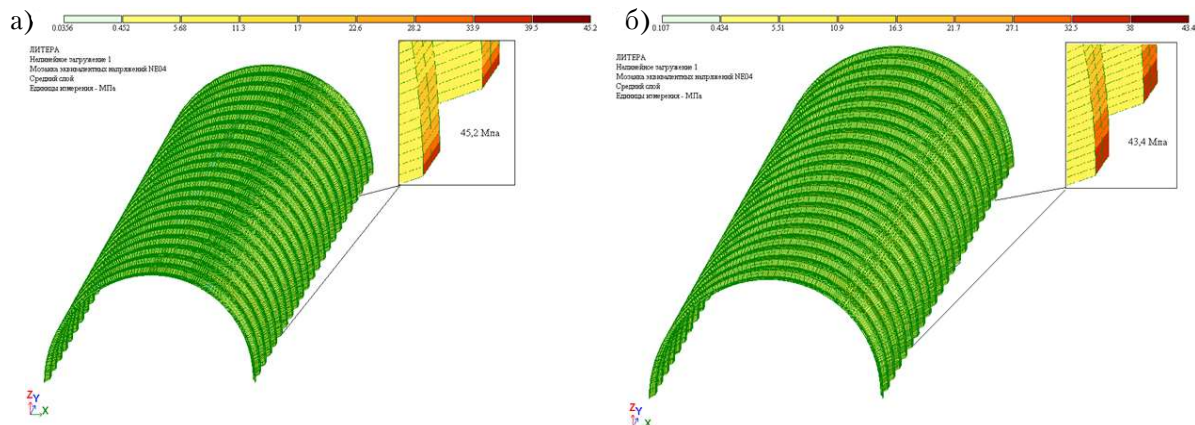 а)
0.0356 0.452 5.68 11.3 17 22.6 28.2 33.9 39.5 45.2
ЛИТЕРА
Нелинейное загружение 1
Мозаика эквивалентных напряжений NE04
Средний слой
Единицы измерения - МПа
45,2 Мпа
Z Y X
б)
0.107 0.434 5.51 10.9 16.3 21.7 27.1 32.5 38 43.4
ЛИТЕРА
Нелинейное загружение 1
Мозаика эквивалентных напряжений NE04
Средний слой
Единицы измерения - МПа
43,4 Мпа
Z Y X